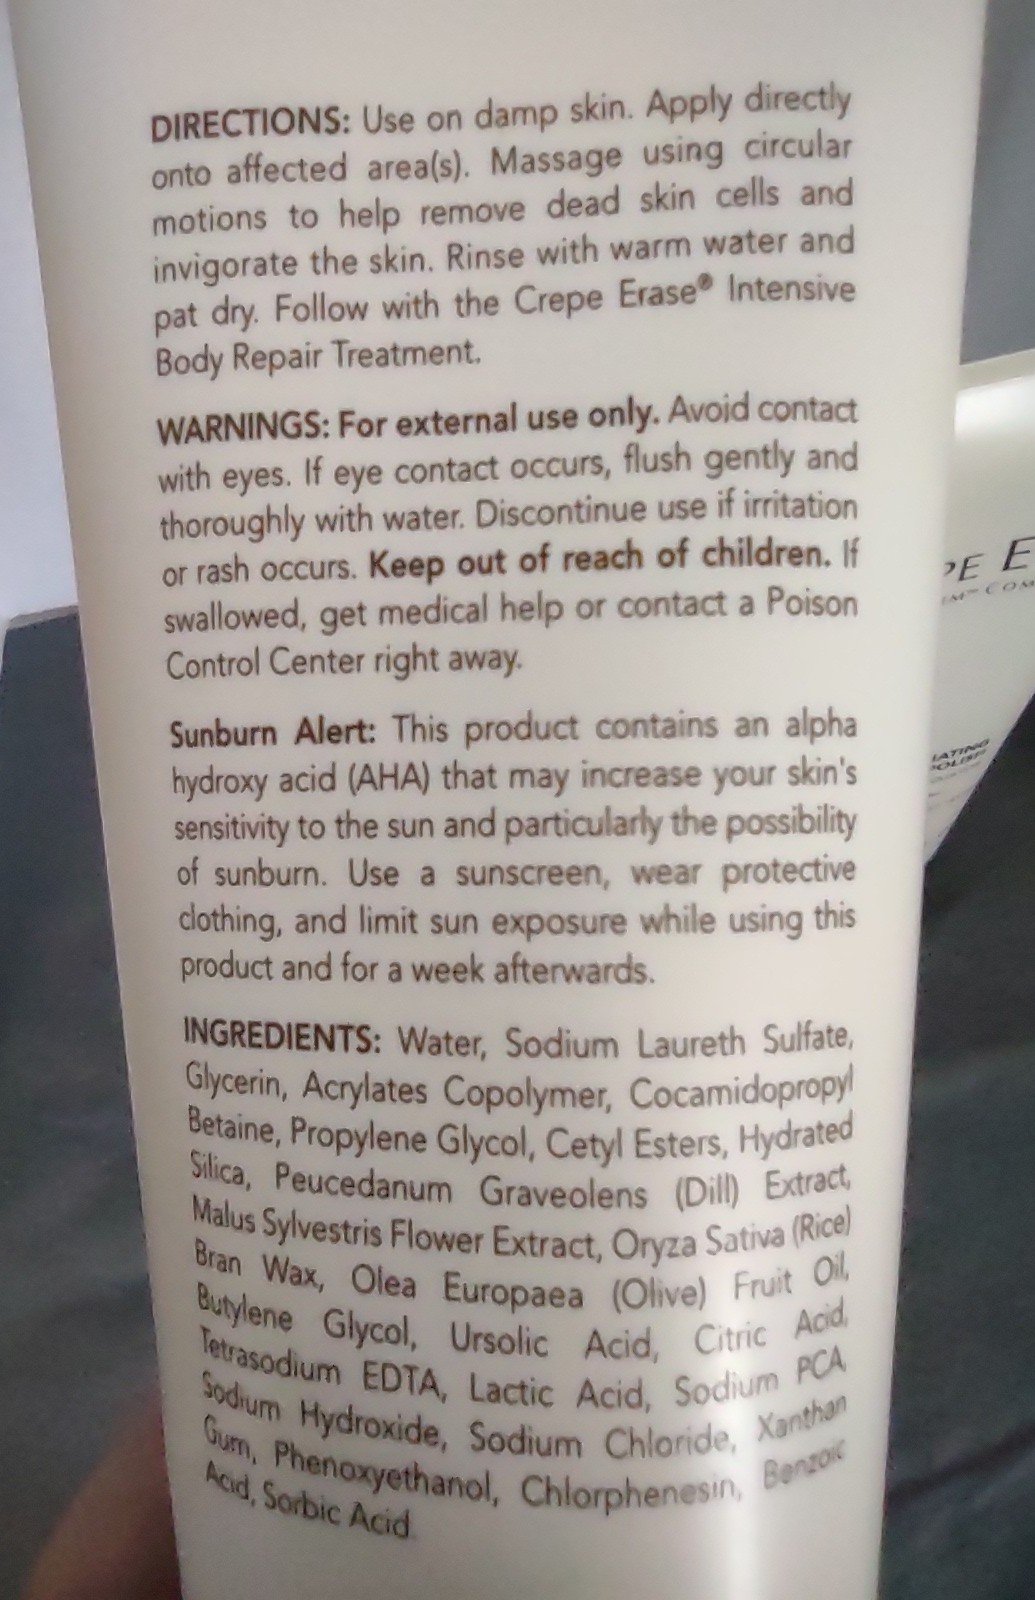 DIRECTIONS: Use on damp skin. Apply directly
onto affected area(s). Massage using circular
motions to help remove dead skin cells and
invigorate the skin. Rinse with warm water and
pat dry. Follow with the Crepe Erase® Intensive
Body Repair Treatment.
WARNINGS: For external use only. Avoid contact
with eyes. If eye contact occurs, flush gently and
thoroughly with water. Discontinue use if irritation
or rash occurs. Keep out of reach of children. If
swallowed, get medical help or contact a Poison
Control Center right away.
Sunburn Alert: This product contains an alpha
hydroxy acid (AHA) that may increase your skin's
sensitivity to the sun and particularly the possibility
of sunburn. Use a sunscreen, wear protective
clothing, and limit sun exposure while using this
product and for a week afterwards.
INGREDIENTS: Water, Sodium Laureth Sulfate,
Glycerin, Acrylates Copolymer, Cocamidopropyl
Betaine, Propylene Glycol, Cetyl Esters, Hydrated
Silica, Peucedanum Graveolens (Dill) Extract,
Malus Sylvestris Flower Extract, Oryza Sativa (Rice)
Bran Wax, Olea Europaea (Olive) Fruit Oil,
Butylene Glycol, Ursolic Acid, Citric Acid,
Tetrasodium EDTA, Lactic Acid, Sodium PCA,
Sodium Hydroxide, Sodium Chloride, Xanthan
Gum, Phenoxyethanol, Chlorphenesin, Benzoic
Acid, Sorbic Acid
PE E
IM™ COM
IATING
POLISH